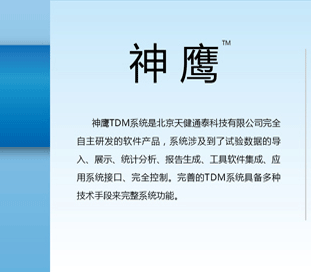 神鹰™
神鹰TDM系统是北京天健通泰科技有限公司完全
自主研发的软件产品，系统涉及到了试验数据的导
入、展示、统计分析、报告生成、工具软件集成、应
用系统接口、完全控制。完善的TDM系统具备多种
技术手段来完整系统功能。